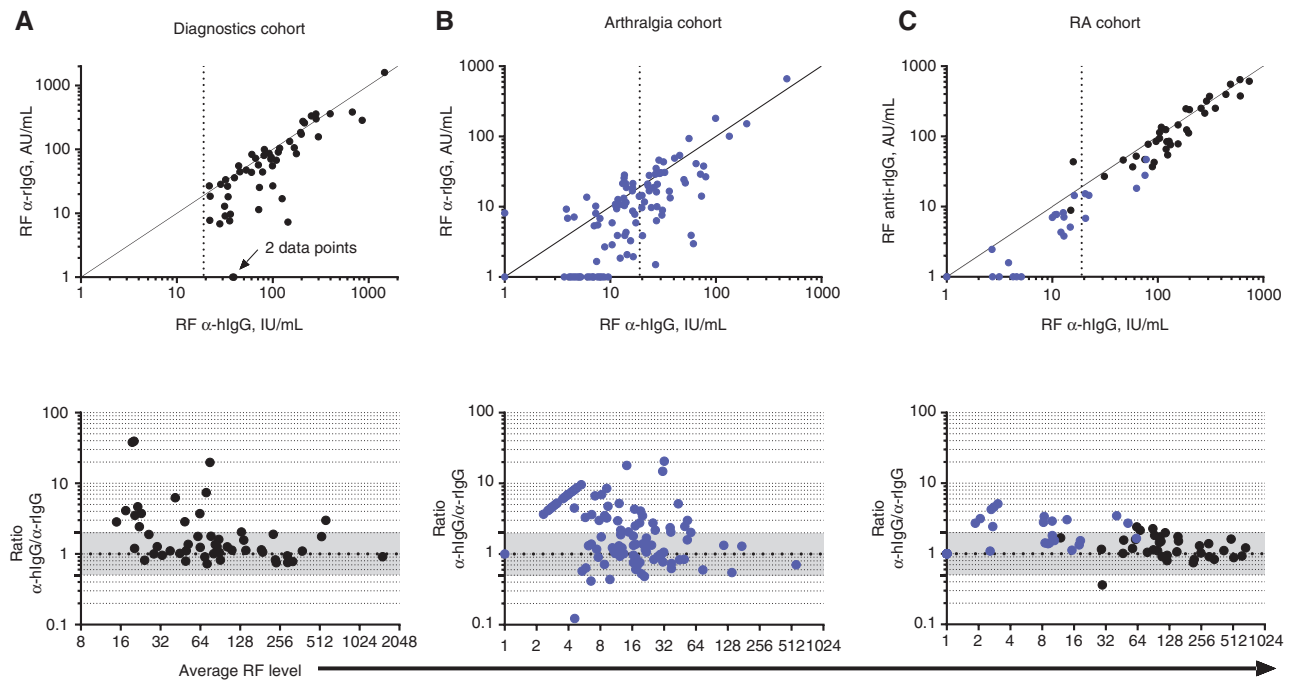 A
Diagnostics cohort
RF α-rIgG, AU/mL
1000
100
10
1
2 data points
1 10 100 1000
RF α-hIgG, IU/mL
B
Arthralgia cohort
RF α-rIgG, AU/mL
1000
100
10
1
1 10 100 1000
RF α-hIgG, IU/mL
C
RA cohort
RF anti-rIgG, AU/mL
1000
100
10
1
1 10 100 1000
RF α-hIgG, IU/mL
Ratio
α-hIgG/α-rIgG
100
10
1
0.1
8 16 32 64 128 256 512 1024 2048
Ratio
α-hIgG/α-rIgG
100
10
1
0.1
1 2 4 8 16 32 64 128 256 512 1024
Ratio
α-hIgG/α-rIgG
100
10
1
0.1
1 2 4 8 16 32 64 128 256 512 1024
Average RF level